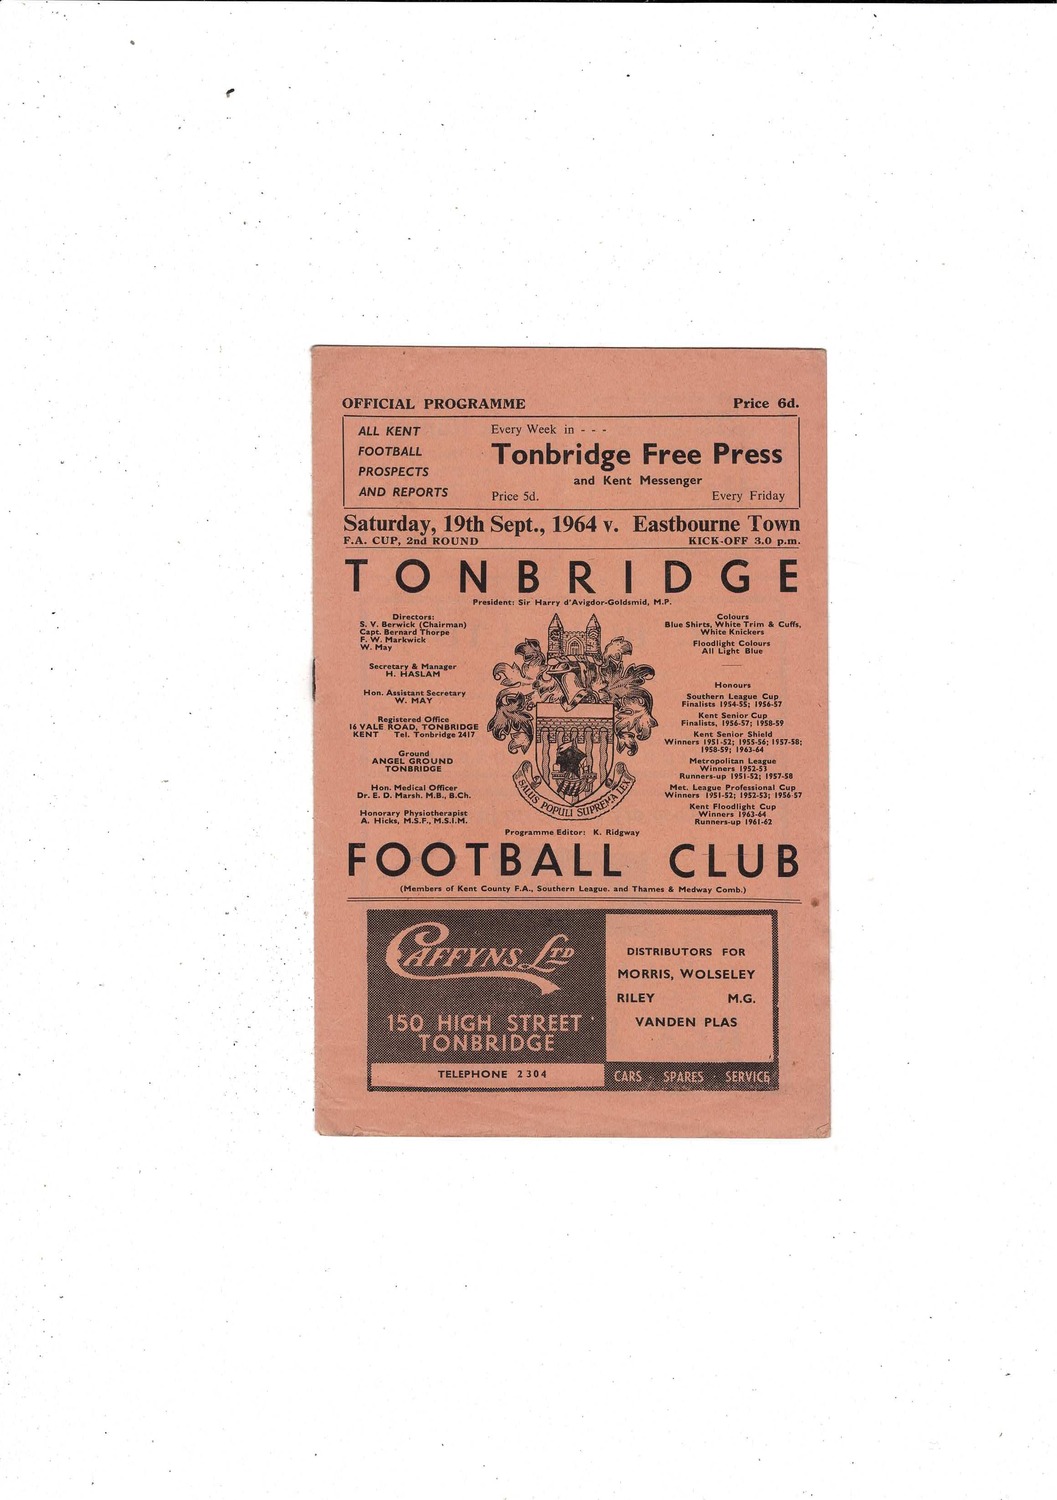 OFFICIAL PROGRAMME Price 6d.
ALL KENT
FOOTBALL
PROSPECTS
AND REPORTS
Every Week in - - -
Tonbridge Free Press
and Kent Messenger
Price 5d. Every Friday
Saturday, 19th Sept., 1964 v. Eastbourne Town
F.A. CUP, 2nd ROUND KICK-OFF 3.0 p.m.
TONBRIDGE
President: Sir Harry d'Avigdor-Goldsmid, M.P.
Directors:
S. V. Berwick (Chairman)
Capt. Bernard Thorpe
F. W. Markwick
W. May
Secretary & Manager
H. HASLAM
Hon. Assistant Secretary
W. MAY
Registered Office
16 VALE ROAD, TONBRIDGE
KENT Tel. Tonbridge 2417
Ground
ANGEL GROUND
TONBRIDGE
Hon. Medical Officer
Dr. E. D. Marsh, M.B., B.Ch.
Honorary Physiotherapist
A. Hicks, M.S.F., M.S.I.M.
SALUS POPULI SUPREMA LEX
Colours
Blue Shirts, White Trim & Cuffs,
White Knickers
Floodlight Colours
All Light Blue
Honours
Southern League Cup
Finalists 1954-55; 1956-57
Kent Senior Cup
Finalists, 1956-57; 1958-59
Kent Senior Shield
Winners 1951-52; 1955-56; 1957-58;
1958-59; 1963-64
Metropolitan League
Winners 1952-53
Runners-up 1951-52; 1957-58
Met. League Professional Cup
Winners 1951-52; 1952-53; 1956-57
Kent Floodlight Cup
Winners 1963-64
Runners-up 1961-62
Programme Editor: K. Ridgway
FOOTBALL CLUB
(Members of Kent County F.A., Southern League. and Thames & Medway Comb.)
CAFFYNS LTD
150 HIGH STREET
TONBRIDGE
TELEPHONE 2304
DISTRIBUTORS FOR
MORRIS, WOLSELEY
RILEY M.G.
VANDEN PLAS
CARS · SPARES · SERVICE